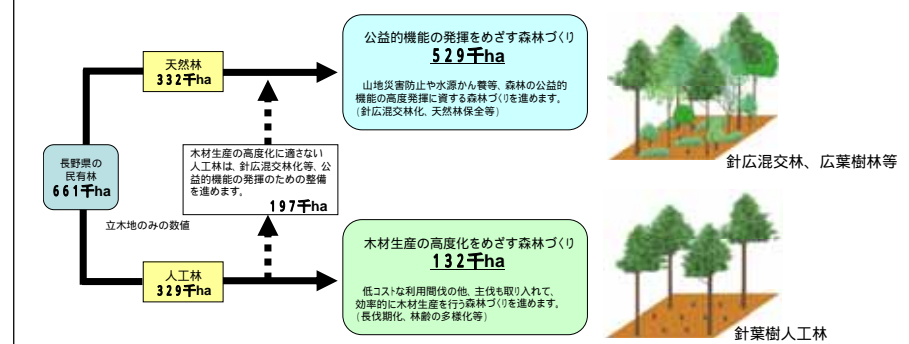 公益的機能の発揮をめざす森林づくり
529千ha
山地災害防止や水源かん養等、森林の公益的
機能の高度発揮に資する森林づくりを進めます。
(針広混交林化、天然林保全等)
天然林
332千ha
針広混交林、広葉樹林等
長野県の
民有林
661千ha
木材生産の高度化に適さない
人工林は、針広混交林化等、公
益的機能の発揮のための整備
を進めます。
197千ha
立木地のみの数値
人工林
329千ha
木材生産の高度化をめざす森林づくり
132千ha
低コストな利用間伐の他、主伐も取り入れて、
効率的に木材生産を行う森林づくりを進めます。
(長伐期化、林齢の多様化等)
針葉樹人工林